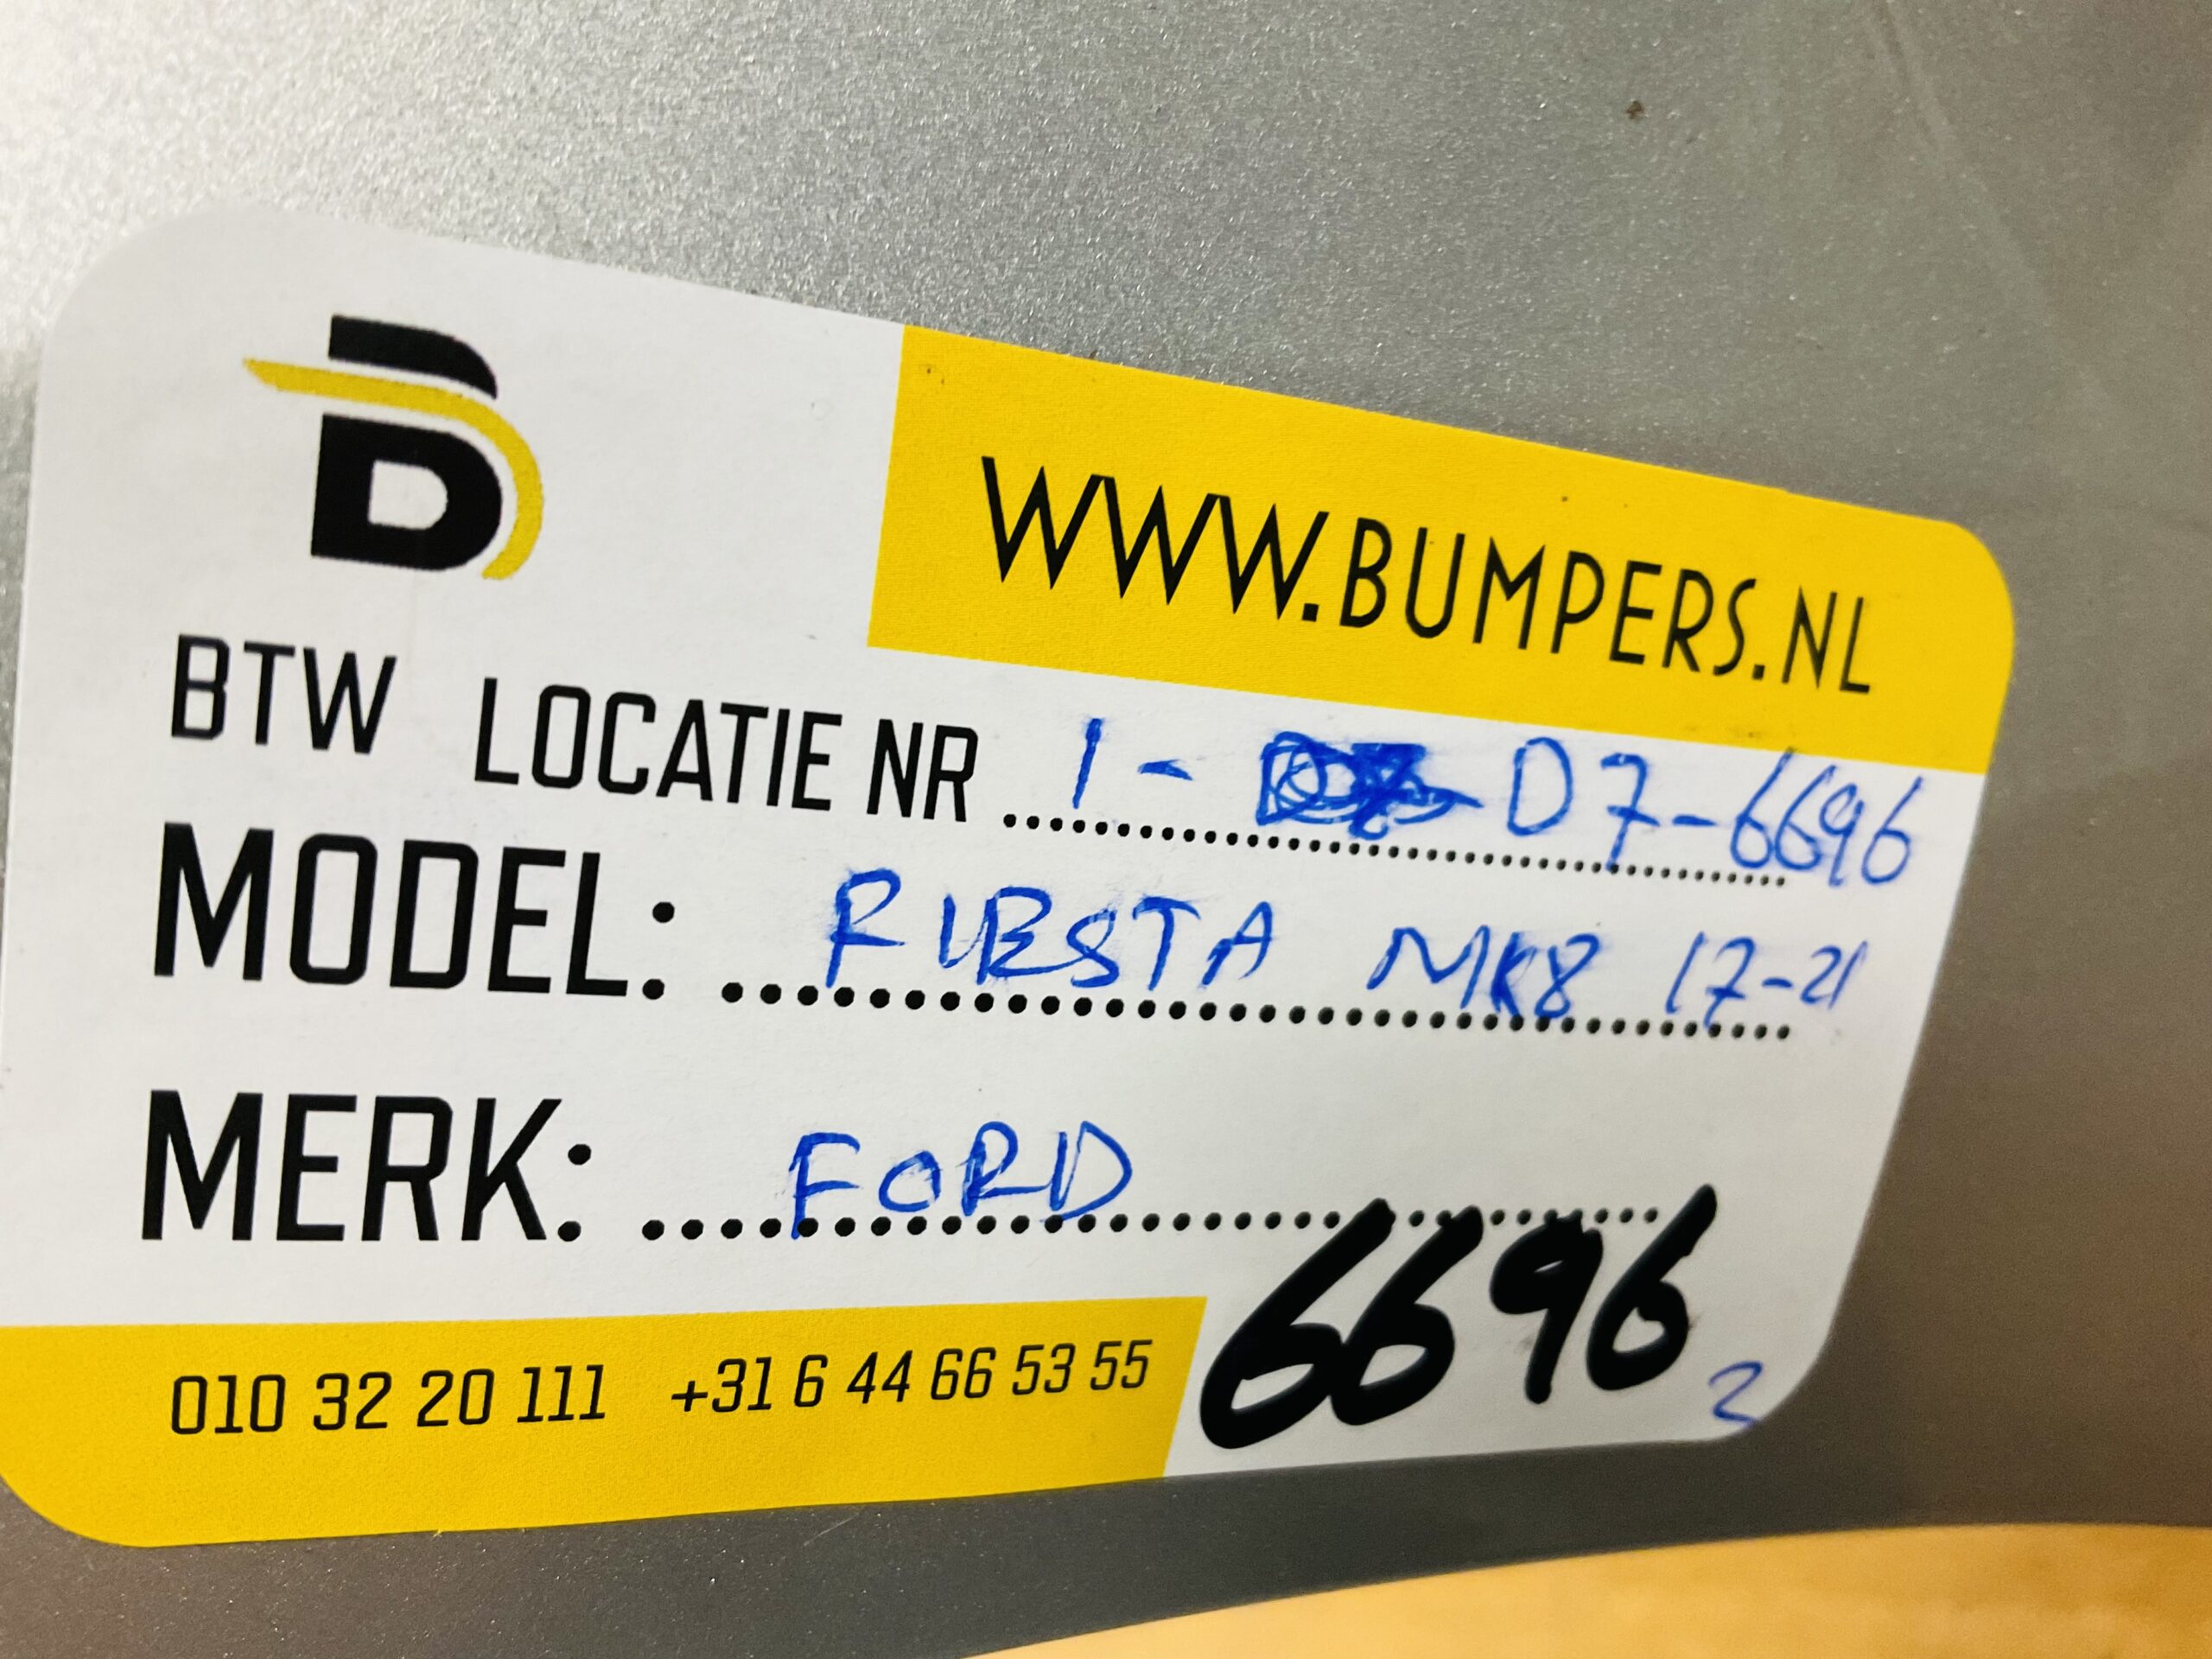 B
WWW.BUMPERS.NL
BTW LOCATIE NR 1 - D7-6696
MODEL: FIESTA MK8 17-21
MERK: FORD
6696
2
010 32 20 111 +31 6 44 66 53 55